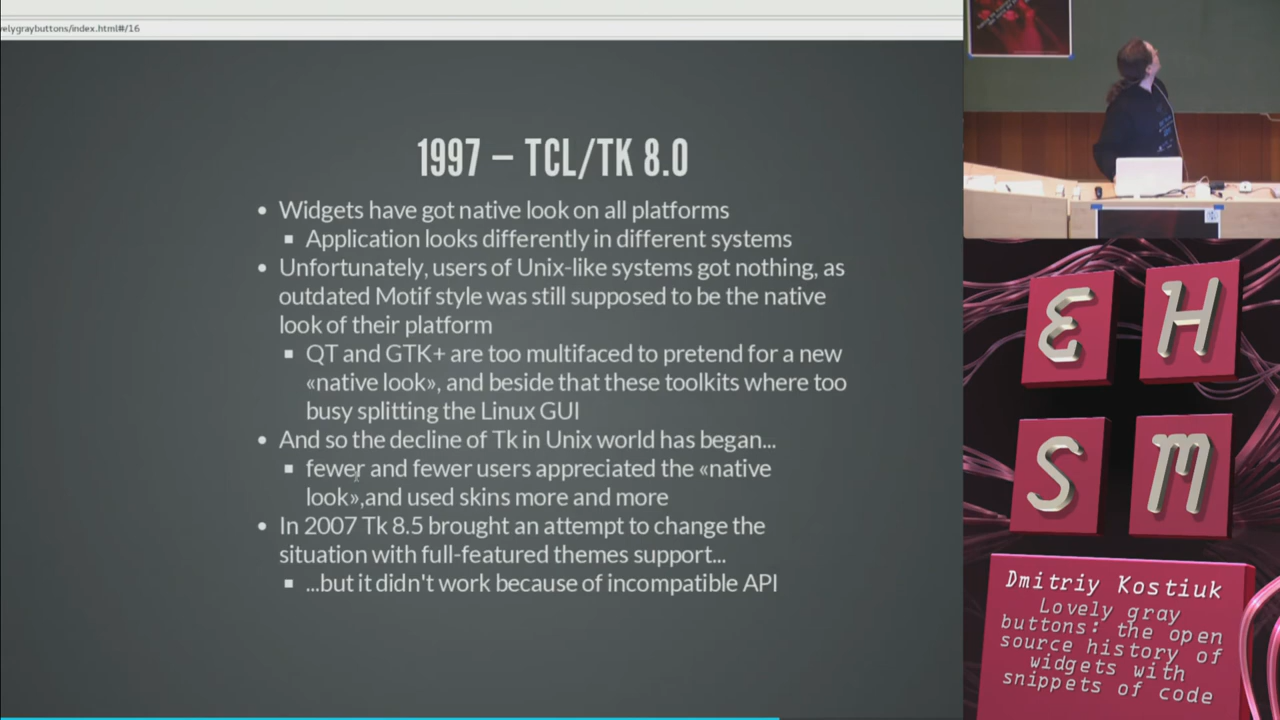 velygraybuttons/index.html#/16
1997 – TCL/TK 8.0
• Widgets have got native look on all platforms
▪ Application looks differently in different systems
• Unfortunately, users of Unix-like systems got nothing, as
outdated Motif style was still supposed to be the native
look of their platform
▪ QT and GTK+ are too multifaced to pretend for a new
«native look», and beside that these toolkits where too
busy splitting the Linux GUI
• And so the decline of Tk in Unix world has began...
▪ fewer and fewer users appreciated the «native
look»,and used skins more and more
• In 2007 Tk 8.5 brought an attempt to change the
situation with full-featured themes support...
▪ ...but it didn't work because of incompatible API
EH
SM
Dmitriy Kostiuk
Lovely gray
buttons: the open
source history of
widgets with
snippets of code